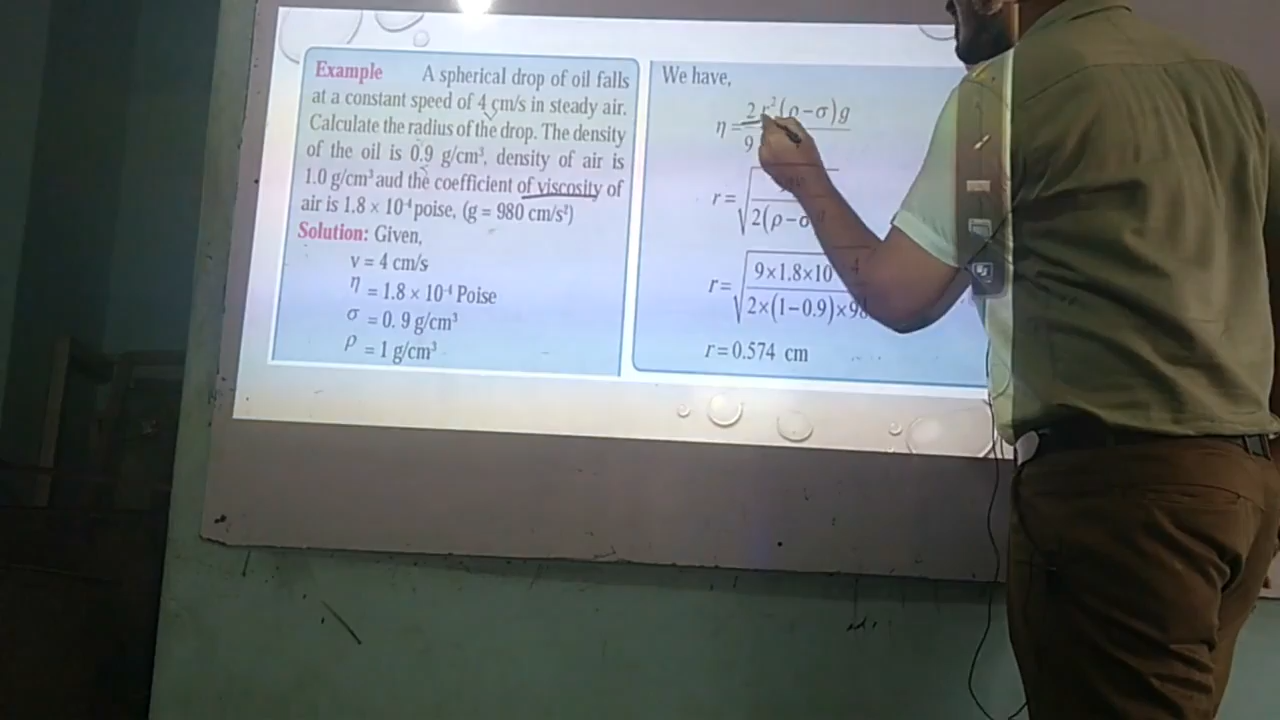 Example A spherical drop of oil falls
at a constant speed of 4 cm/s in steady air.
Calculate the radius of the drop. The density
of the oil is 0.9 g/cm³, density of air is
1.0 g/cm³ aud the coefficient of viscosity of
air is 1.8 × 10⁻⁴ poise, (g = 980 cm/s²)
Solution: Given,
v = 4 cm/s
η = 1.8 × 10⁻⁴ Poise
σ = 0. 9 g/cm³
ρ = 1 g/cm³
We have,
η = 2 r²(ρ−σ)g
9
r = √
2(ρ−σ
r = √ 9×1.8×10 4
2×(1−0.9)×9
r = 0.574 cm